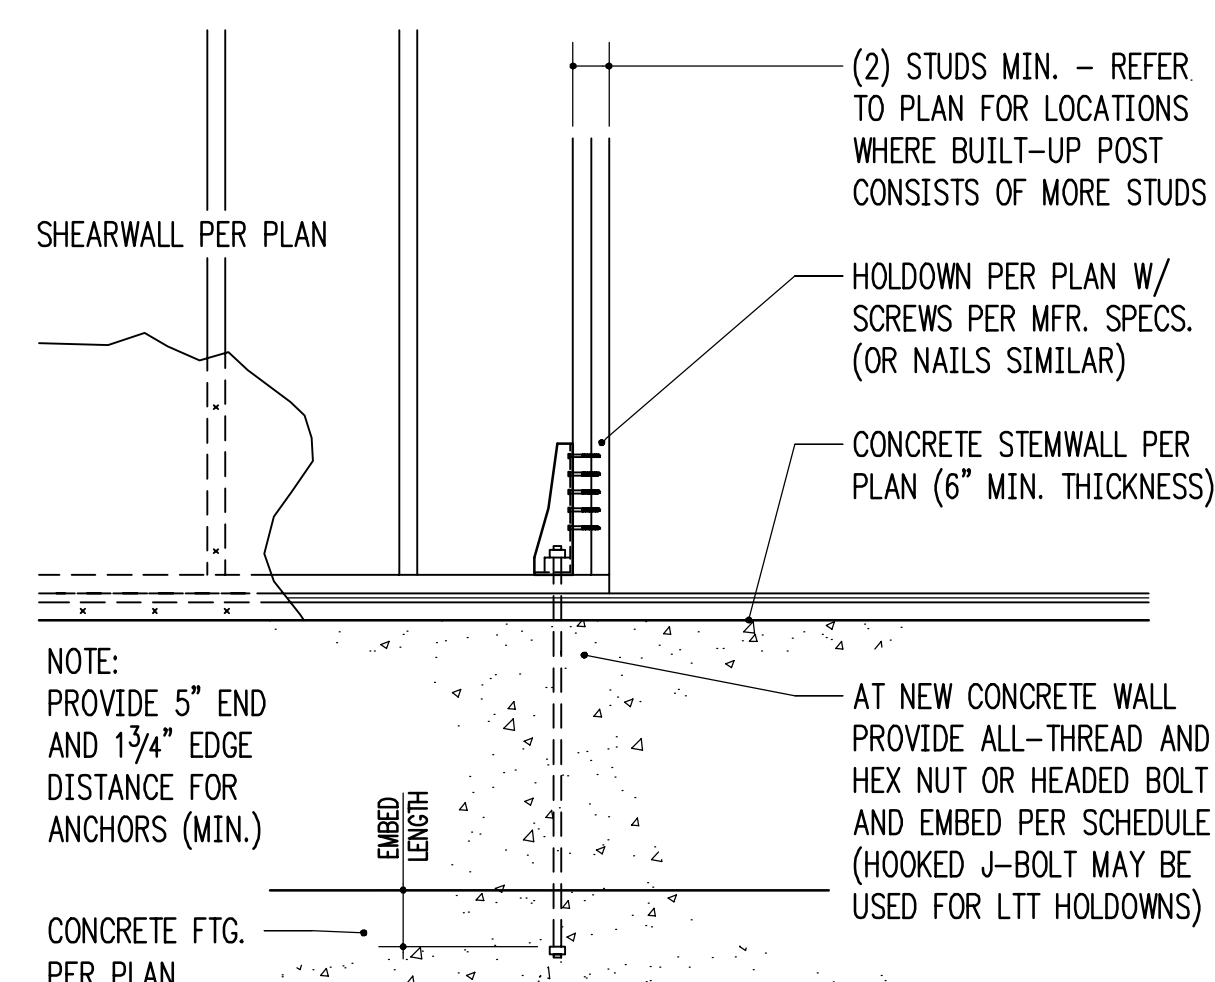 (2) STUDS MIN. – REFER
TO PLAN FOR LOCATIONS
WHERE BUILT–UP POST
CONSISTS OF MORE STUDS
SHEARWALL PER PLAN
HOLDOWN PER PLAN W/
SCREWS PER MFR. SPECS.
(OR NAILS SIMILAR)
CONCRETE STEMWALL PER
PLAN (6" MIN. THICKNESS)
NOTE:
PROVIDE 5" END
AND 1 3/4" EDGE
DISTANCE FOR
ANCHORS (MIN.)
AT NEW CONCRETE WALL
PROVIDE ALL–THREAD AND
HEX NUT OR HEADED BOLT
AND EMBED PER SCHEDULE
(HOOKED J–BOLT MAY BE
USED FOR LTT HOLDOWNS)
EMBED
LENGTH
CONCRETE FTG.
PER PLAN